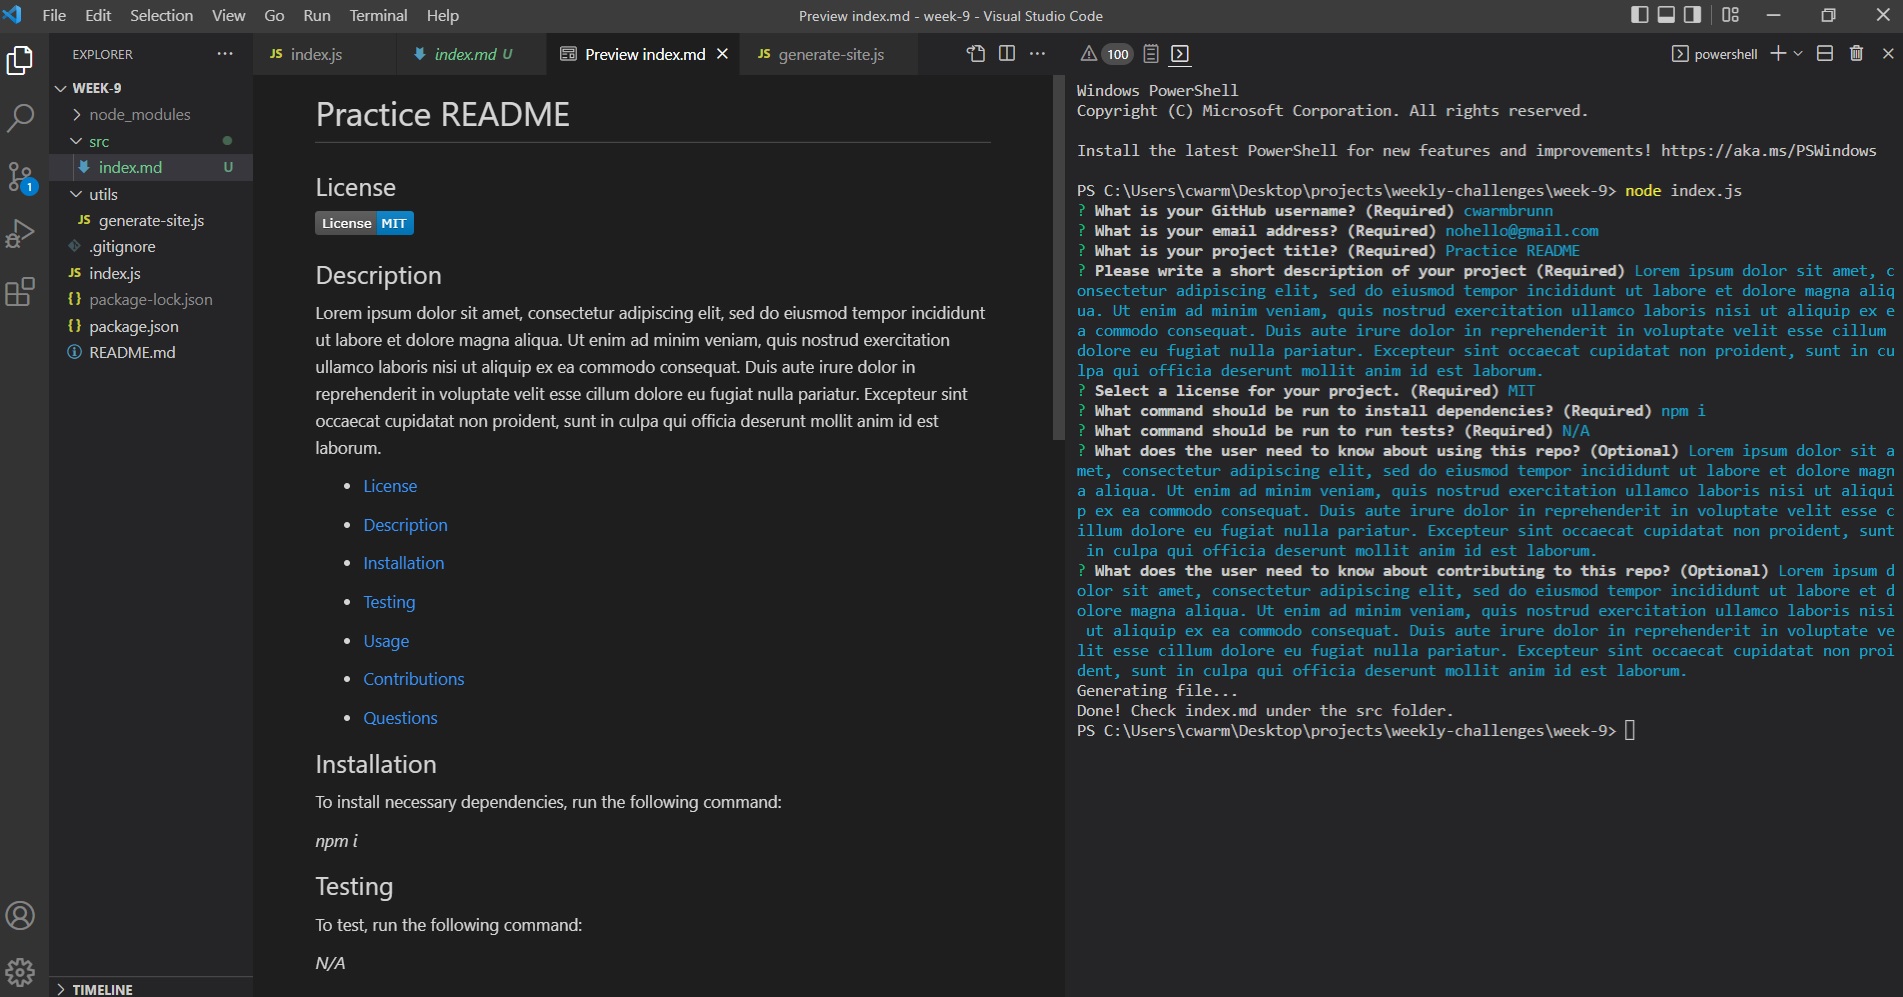 File Edit Selection View Go Run Terminal Help
Preview index.md - week-9 - Visual Studio Code
EXPLORER
WEEK-9
node_modules
src
index.md U
utils
JS generate-site.js
.gitignore
JS index.js
{} package-lock.json
{} package.json
README.md
TIMELINE
1
JS index.js
index.md U
Preview index.md
JS generate-site.js
Practice README
License
License MIT
Description
Lorem ipsum dolor sit amet, consectetur adipiscing elit, sed do eiusmod tempor incididunt
ut labore et dolore magna aliqua. Ut enim ad minim veniam, quis nostrud exercitation
ullamco laboris nisi ut aliquip ex ea commodo consequat. Duis aute irure dolor in
reprehenderit in voluptate velit esse cillum dolore eu fugiat nulla pariatur. Excepteur sint
occaecat cupidatat non proident, sunt in culpa qui officia deserunt mollit anim id est
laborum.
• License
• Description
• Installation
• Testing
• Usage
• Contributions
• Questions
Installation
To install necessary dependencies, run the following command:
npm i
Testing
To test, run the following command:
N/A
100
powershell
Windows PowerShell
Copyright (C) Microsoft Corporation. All rights reserved.
Install the latest PowerShell for new features and improvements! https://aka.ms/PSWindows
PS C:\Users\cwarm\Desktop\projects\weekly-challenges\week-9> node index.js
? What is your GitHub username? (Required) cwarmbrunn
? What is your email address? (Required) nohello@gmail.com
? What is your project title? (Required) Practice README
? Please write a short description of your project (Required) Lorem ipsum dolor sit amet, c
onsectetur adipiscing elit, sed do eiusmod tempor incididunt ut labore et dolore magna aliq
ua. Ut enim ad minim veniam, quis nostrud exercitation ullamco laboris nisi ut aliquip ex e
a commodo consequat. Duis aute irure dolor in reprehenderit in voluptate velit esse cillum
dolore eu fugiat nulla pariatur. Excepteur sint occaecat cupidatat non proident, sunt in cu
lpa qui officia deserunt mollit anim id est laborum.
? Select a license for your project. (Required) MIT
? What command should be run to install dependencies? (Required) npm i
? What command should be run to run tests? (Required) N/A
? What does the user need to know about using this repo? (Optional) Lorem ipsum dolor sit a
met, consectetur adipiscing elit, sed do eiusmod tempor incididunt ut labore et dolore magn
a aliqua. Ut enim ad minim veniam, quis nostrud exercitation ullamco laboris nisi ut aliqui
p ex ea commodo consequat. Duis aute irure dolor in reprehenderit in voluptate velit esse c
illum dolore eu fugiat nulla pariatur. Excepteur sint occaecat cupidatat non proident, sunt
in culpa qui officia deserunt mollit anim id est laborum.
? What does the user need to know about contributing to this repo? (Optional) Lorem ipsum d
olor sit amet, consectetur adipiscing elit, sed do eiusmod tempor incididunt ut labore et d
olore magna aliqua. Ut enim ad minim veniam, quis nostrud exercitation ullamco laboris nisi
ut aliquip ex ea commodo consequat. Duis aute irure dolor in reprehenderit in voluptate ve
lit esse cillum dolore eu fugiat nulla pariatur. Excepteur sint occaecat cupidatat non proi
dent, sunt in culpa qui officia deserunt mollit anim id est laborum.
Generating file...
Done! Check index.md under the src folder.
PS C:\Users\cwarm\Desktop\projects\weekly-challenges\week-9>